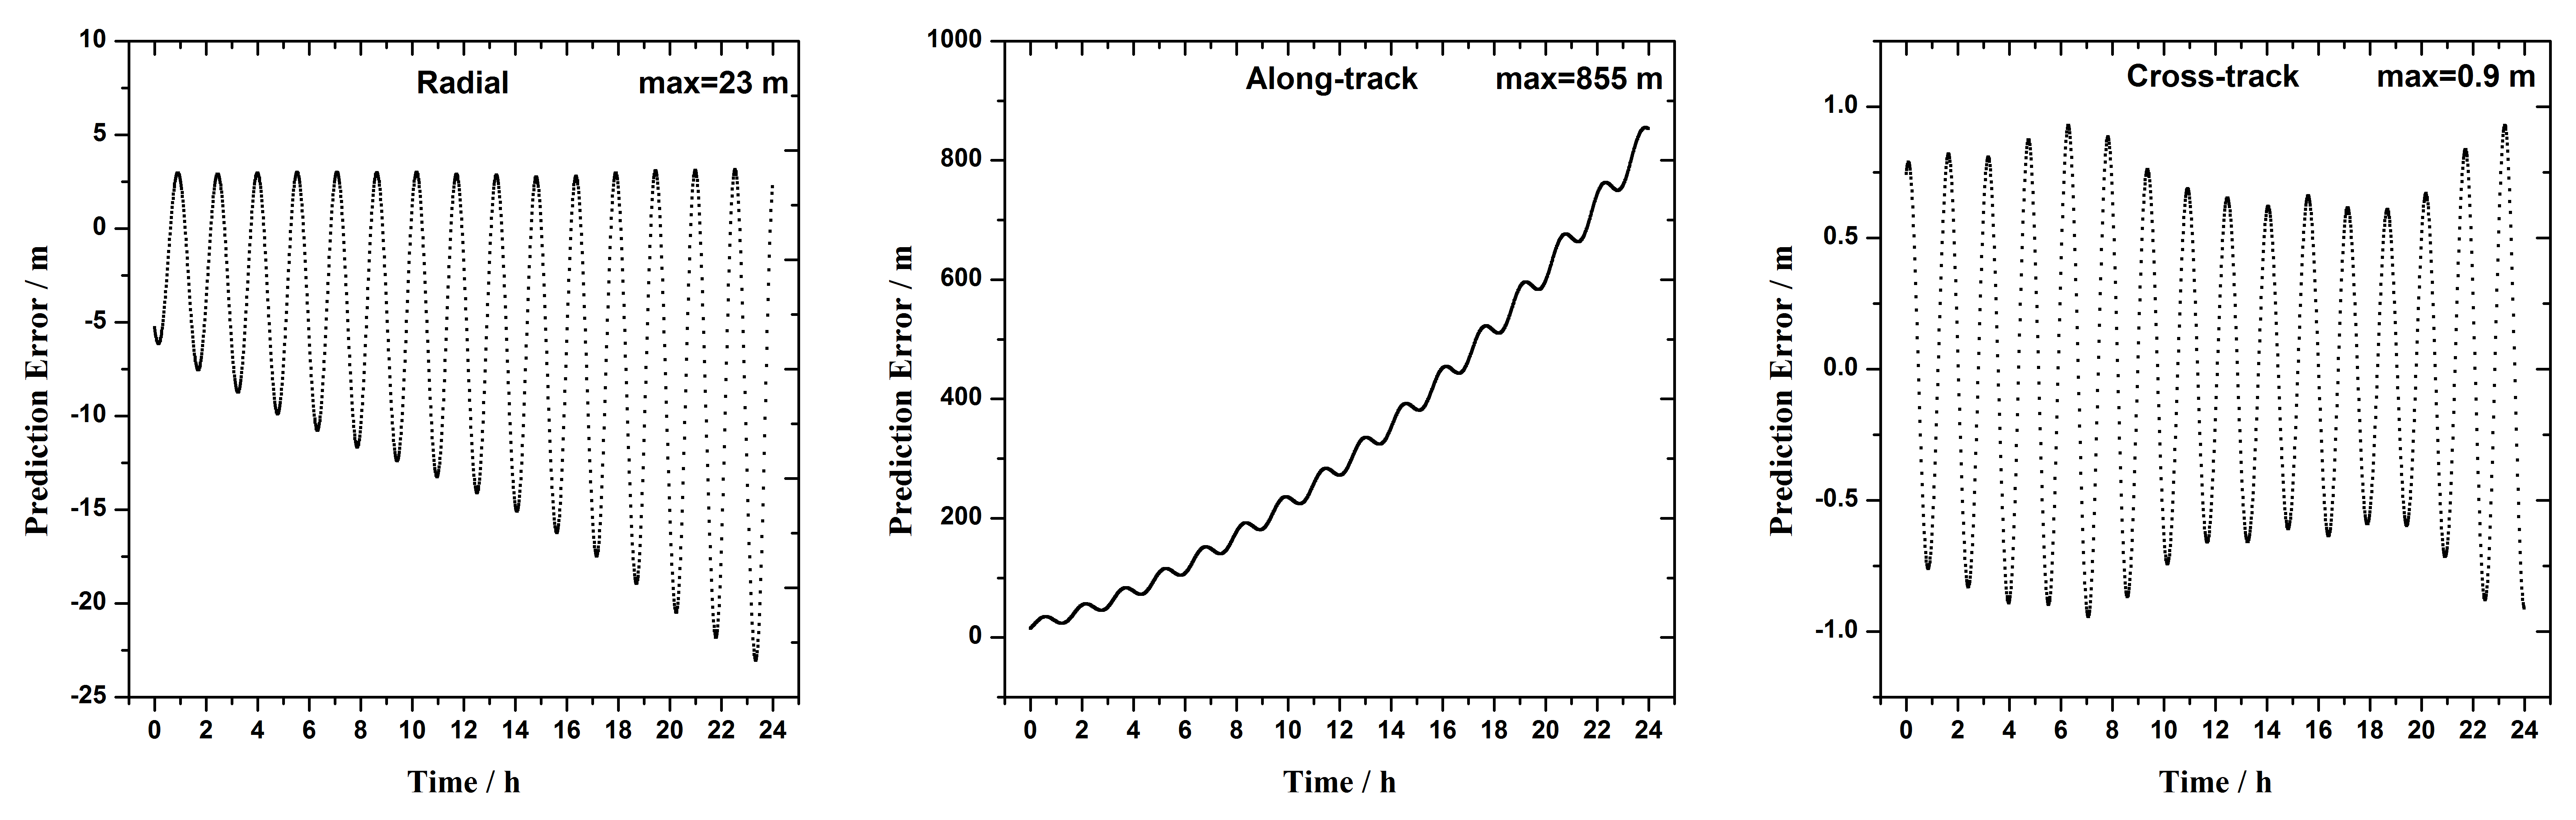 Radial max=23 m
10
5
0
-5
-10
-15
-20
-25
0 2 4 6 8 10 12 14 16 18 20 22 24
Prediction Error / m
Time / h
Along-track max=855 m
1000
800
600
400
200
0
0 2 4 6 8 10 12 14 16 18 20 22 24
Prediction Error / m
Time / h
Cross-track max=0.9 m
1.0
0.5
0.0
-0.5
-1.0
0 2 4 6 8 10 12 14 16 18 20 22 24
Prediction Error / m
Time / h